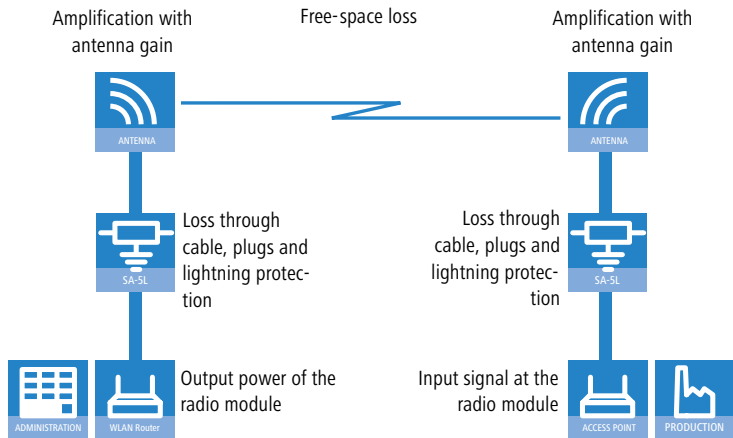 Amplification with
antenna gain
Free-space loss
Amplification with
antenna gain
ANTENNA
ANTENNA
Loss through
cable, plugs and
lightning protec-
tion
SA-5L
Loss through
cable, plugs and
lightning protec-
tion
SA-5L
Output power of the
radio module
ADMINISTRATION
WLAN Router
Input signal at the
radio module
ACCESS POINT
PRODUCTION